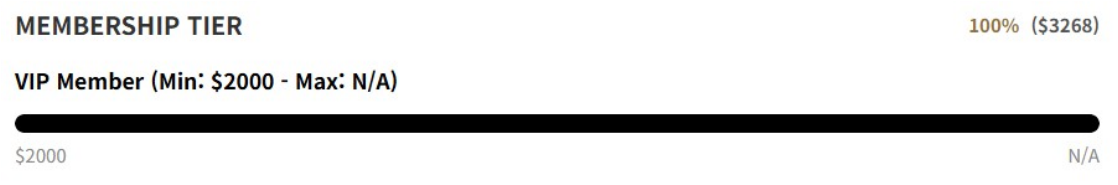 MEMBERSHIP TIER 100% ($3268)
VIP Member (Min: $2000 - Max: N/A)
$2000 N/A